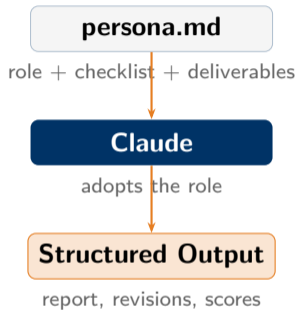 persona.md
role + checklist + deliverables
Claude
adopts the role
Structured Output
report, revisions, scores